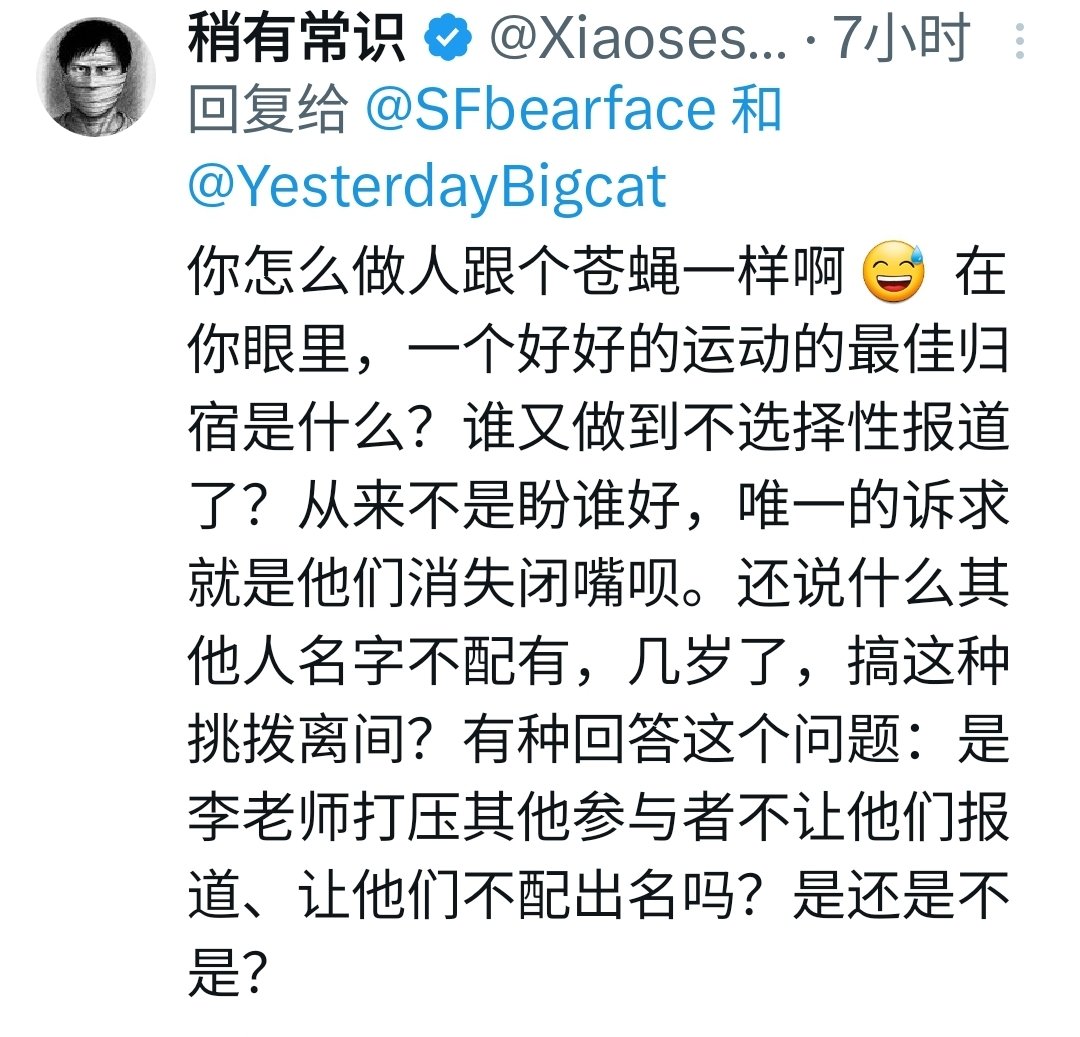 稍有常识 @Xiaoses... · 7小时
回复给 @SFbearface 和
@YesterdayBigcat
你怎么做人跟个苍蝇一样啊😅 在
你眼里，一个好好的运动的最佳归
宿是什么？谁又做到不选择性报道
了？从来不是盼谁好，唯一的诉求
就是他们消失闭嘴呗。还说什么其
他人名字不配有，几岁了，搞这种
挑拨离间？有种回答这个问题：是
李老师打压其他参与者不让他们报
道、让他们不配出名吗？是还是不
是？